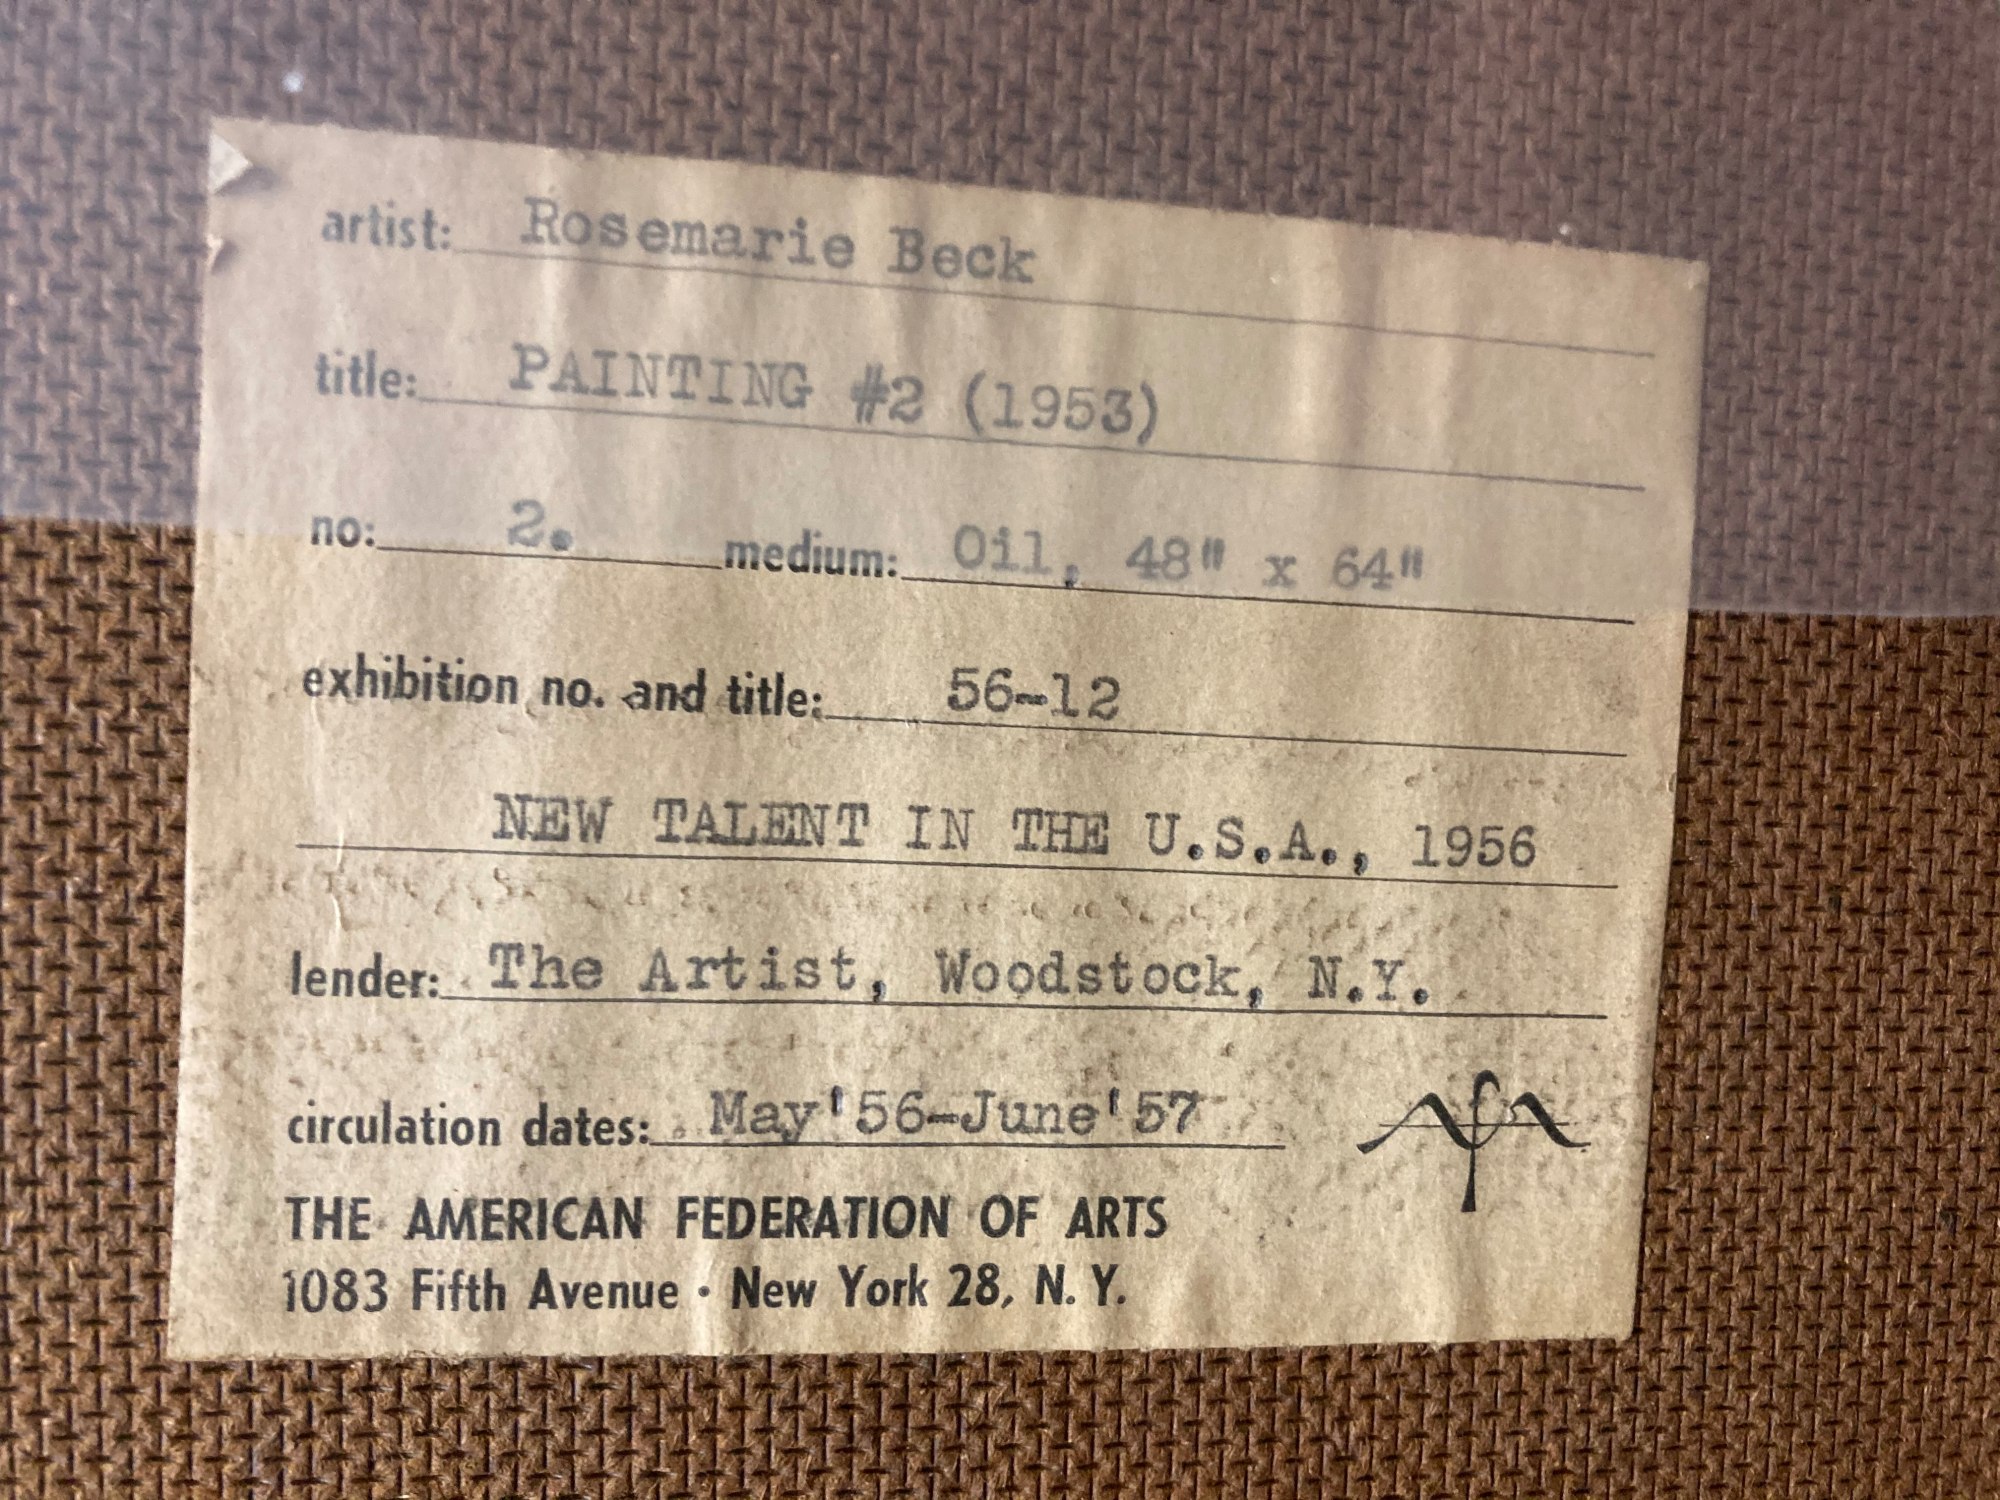 artist: Rosemarie Beck
title: PAINTING #2 (1953)
no: 2. medium: Oil, 48" x 64"
exhibition no. and title: 56-12
NEW TALENT IN THE U.S.A., 1956
lender: The Artist, Woodstock, N.Y.
circulation dates: May'56-June'57
afa
THE AMERICAN FEDERATION OF ARTS
1083 Fifth Avenue · New York 28, N. Y.